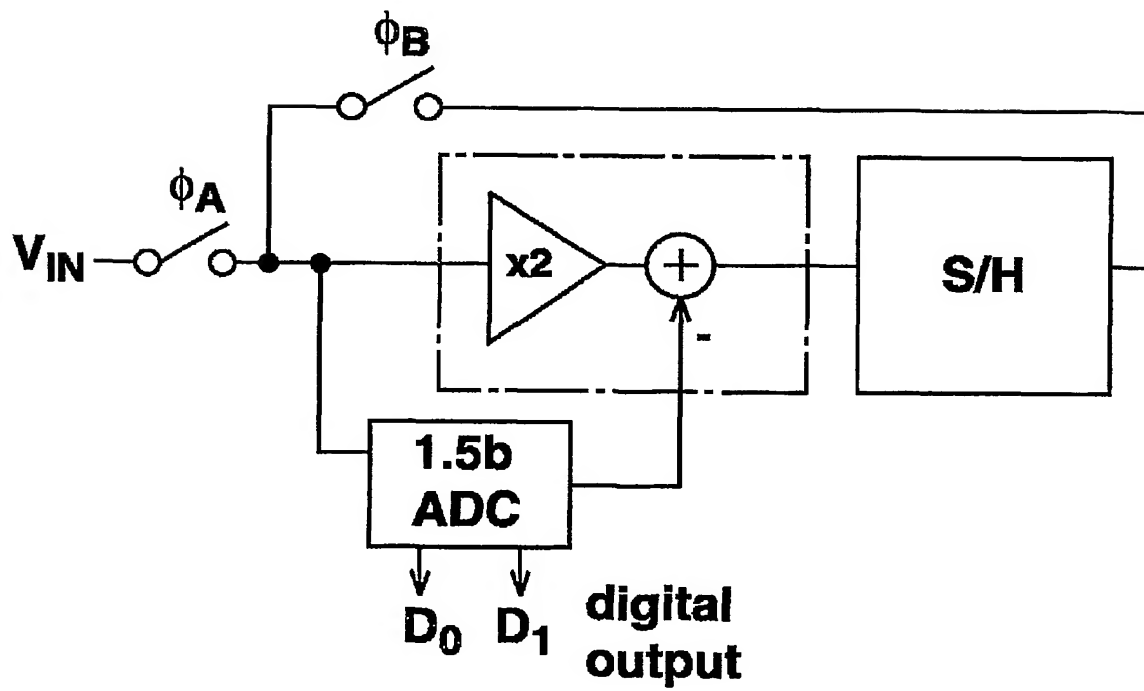 ϕB
ϕA
VIN
x2
+
-
S/H
1.5b
ADC
D0 D1
digital
output